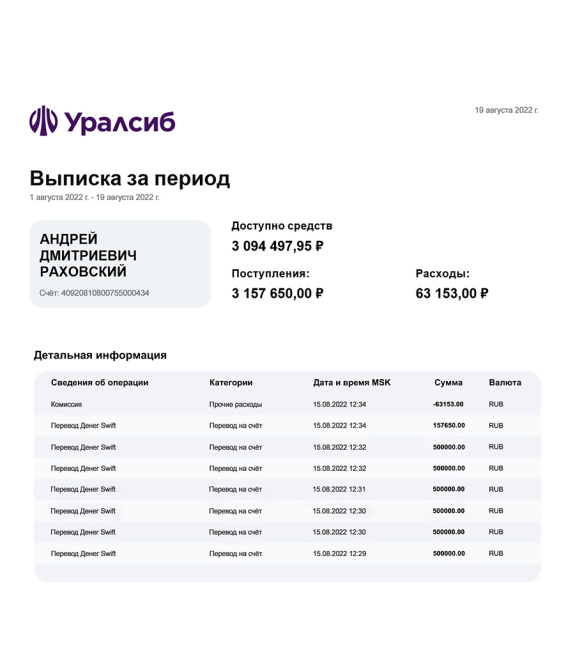 Уралсиб
19 августа 2022 г.
Выписка за период
1 августа 2022 г. - 19 августа 2022 г.
АНДРЕЙ
ДМИТРИЕВИЧ
РАХОВСКИЙ
Счёт: 40920810800755000434
Доступно средств
3 094 497,95 ₽
Поступления: Расходы:
3 157 650,00 ₽ 63 153,00 ₽
Детальная информация
Сведения об операции Категории Дата и время MSK Сумма Валюта
Комиссия Прочие расходы 15.08.2022 12:34 -63153.00 RUB
Перевод Денег Swift Перевод на счёт 15.08.2022 12:34 157650.00 RUB
Перевод Денег Swift Перевод на счёт 15.08.2022 12:32 500000.00 RUB
Перевод Денег Swift Перевод на счёт 15.08.2022 12:32 500000.00 RUB
Перевод Денег Swift Перевод на счёт 15.08.2022 12:31 500000.00 RUB
Перевод Денег Swift Перевод на счёт 15.08.2022 12:30 500000.00 RUB
Перевод Денег Swift Перевод на счёт 15.08.2022 12:30 500000.00 RUB
Перевод Денег Swift Перевод на счёт 15.08.2022 12:29 500000.00 RUB